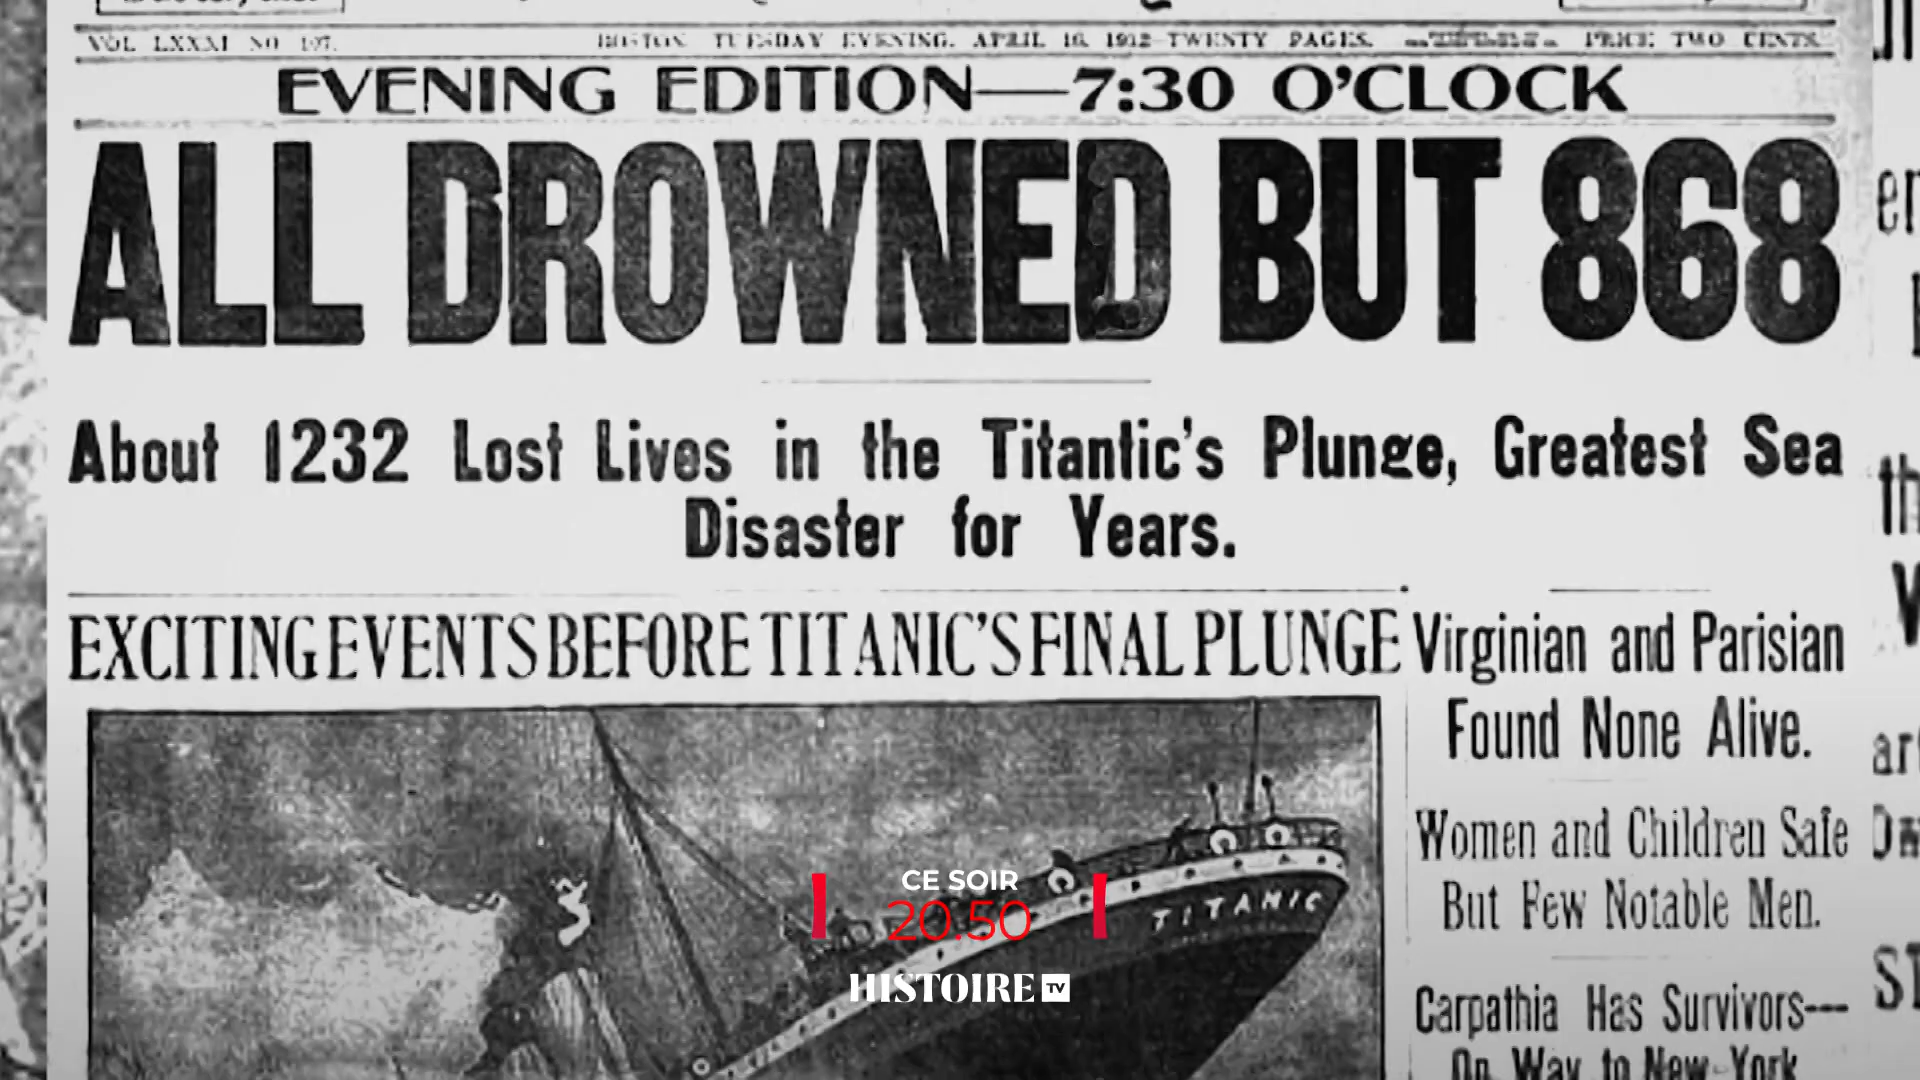 VOL LXXXI NO 107.
BOSTON, TUESDAY EVENING, APRIL 16, 1912—TWENTY PAGES.
PRICE TWO CENTS.
EVENING EDITION—7:30 O'CLOCK
ALL DROWNED BUT 868
About 1232 Lost Lives in the Titantic's Plunge, Greatest Sea
Disaster for Years.
EXCITING EVENTS BEFORE TITANIC'S FINAL PLUNGE
Virginian and Parisian
Found None Alive.
Women and Children Safe
But Few Notable Men.
Carpathia Has Survivors---
On Way to New York
TITANIC
CE SOIR
20.50
HISTOIRE TV